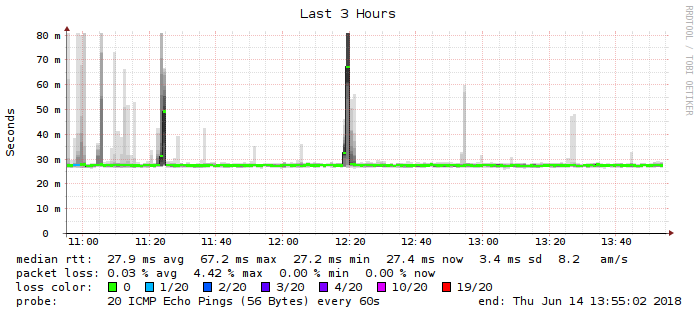 Last 3 Hours
RRDTOOL / TOBI OETIKER
Seconds
80 m
70 m
60 m
50 m
40 m
30 m
20 m
10 m
0
11:00 11:20 11:40 12:00 12:20 12:40 13:00 13:20 13:40
median rtt: 27.9 ms avg 67.2 ms max 27.2 ms min 27.4 ms now 3.4 ms sd 8.2 am/s
packet loss: 0.03 % avg 4.42 % max 0.00 % min 0.00 % now
loss color: 0 1/20 2/20 3/20 4/20 10/20 19/20
probe: 20 ICMP Echo Pings (56 Bytes) every 60s end: Thu Jun 14 13:55:02 2018